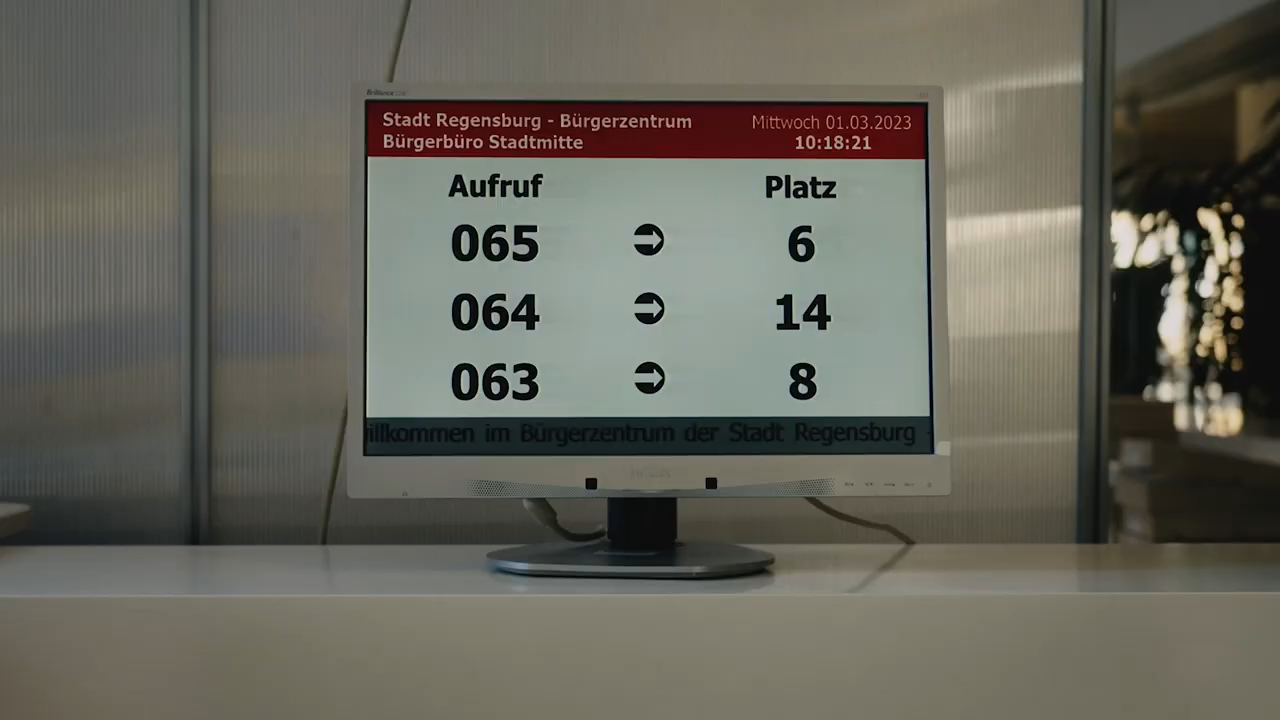 Stadt Regensburg - Bürgerzentrum
Bürgerbüro Stadtmitte
Mittwoch 01.03.2023
10:18:21
Aufruf Platz
065 ➲ 6
064 ➲ 14
063 ➲ 8
illkommen im Bürgerzentrum der Stadt Regensburg